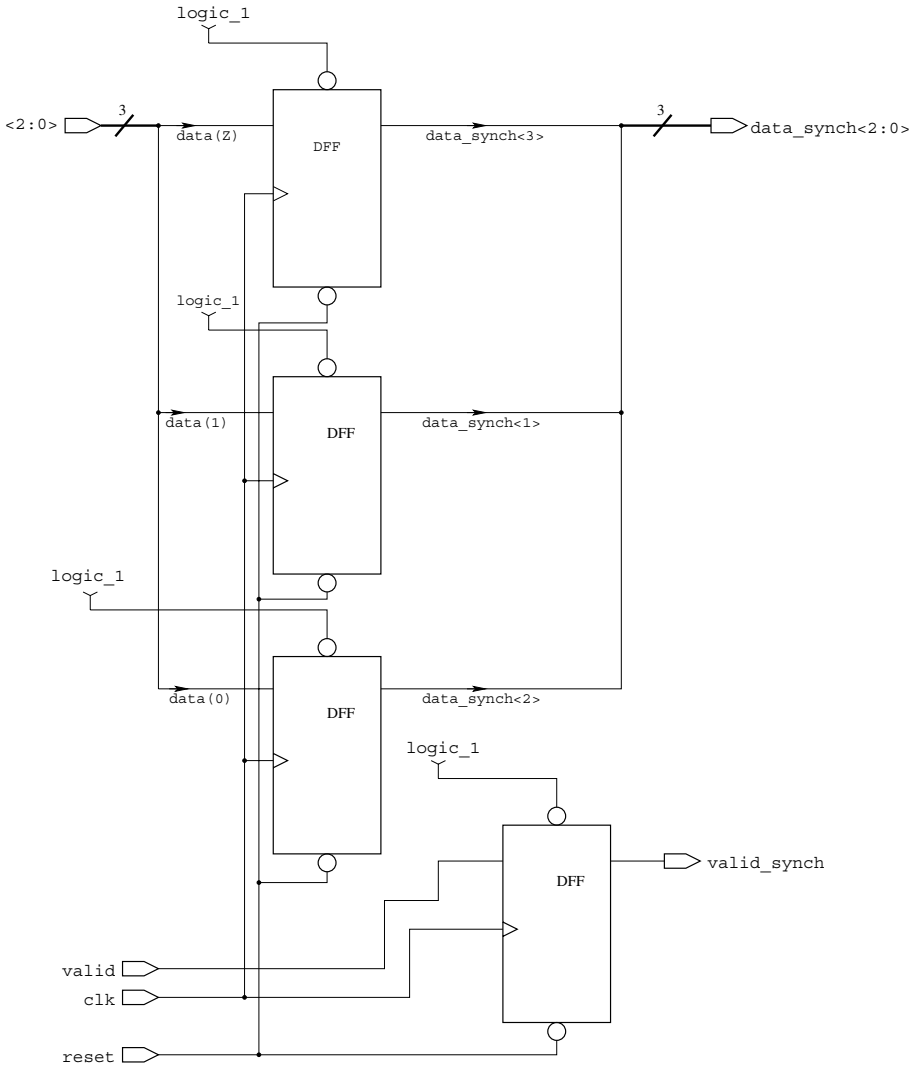 logic_1
<2:0>
3
data(Z)
DFF
data_synch<3>
3
data_synch<2:0>
logic_1
data(1)
DFF
data_synch<1>
logic_1
data(0)
DFF
data_synch<2>
logic_1
DFF
valid_synch
valid
clk
reset